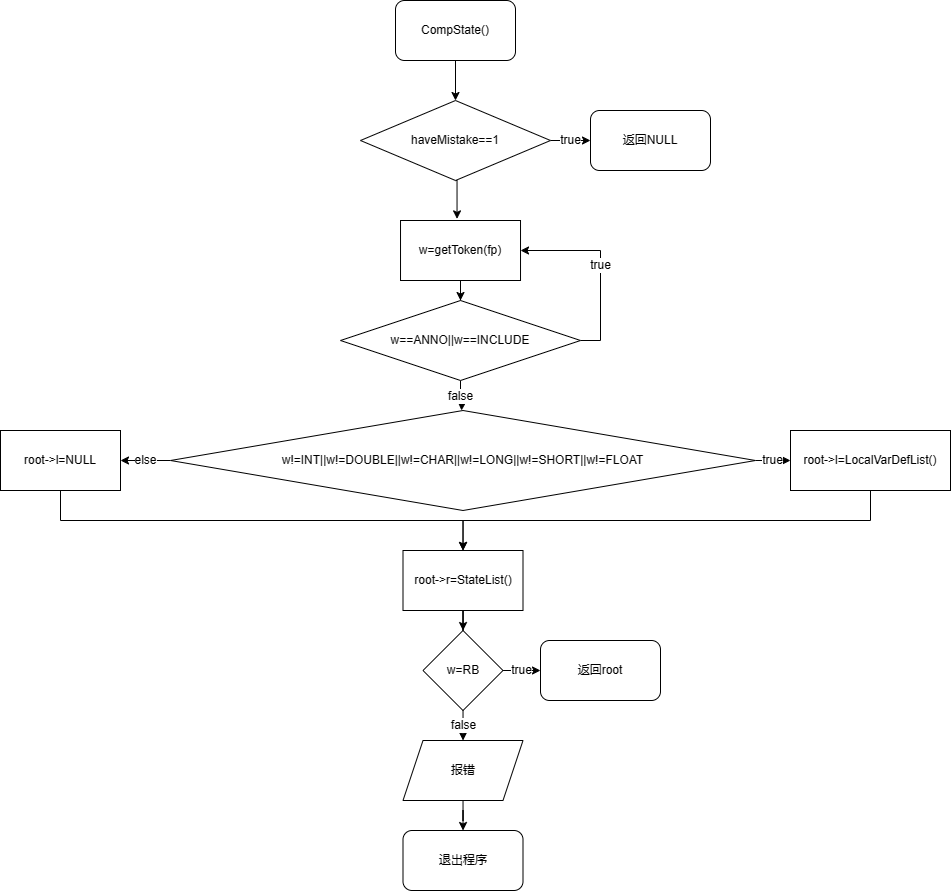 CompState()
haveMistake==1
true
返回NULL
w=getToken(fp)
true
w==ANNO||w==INCLUDE
false
root->l=NULL
else
w!=INT||w!=DOUBLE||w!=CHAR||w!=LONG||w!=SHORT||w!=FLOAT
true
root->l=LocalVarDefList()
root->r=StateList()
w=RB
true
返回root
false
报错
退出程序